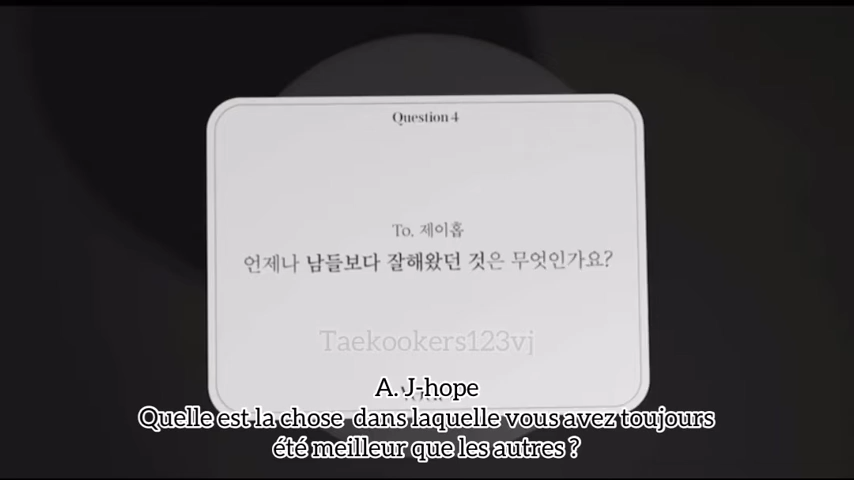 Question 4
To. 제이홉
언제나 남들보다 잘해왔던 것은 무엇인가요?
Taekookers123vj
A. J-hope
Quelle est la chose dans laquelle vous avez toujours
été meilleur que les autres ?